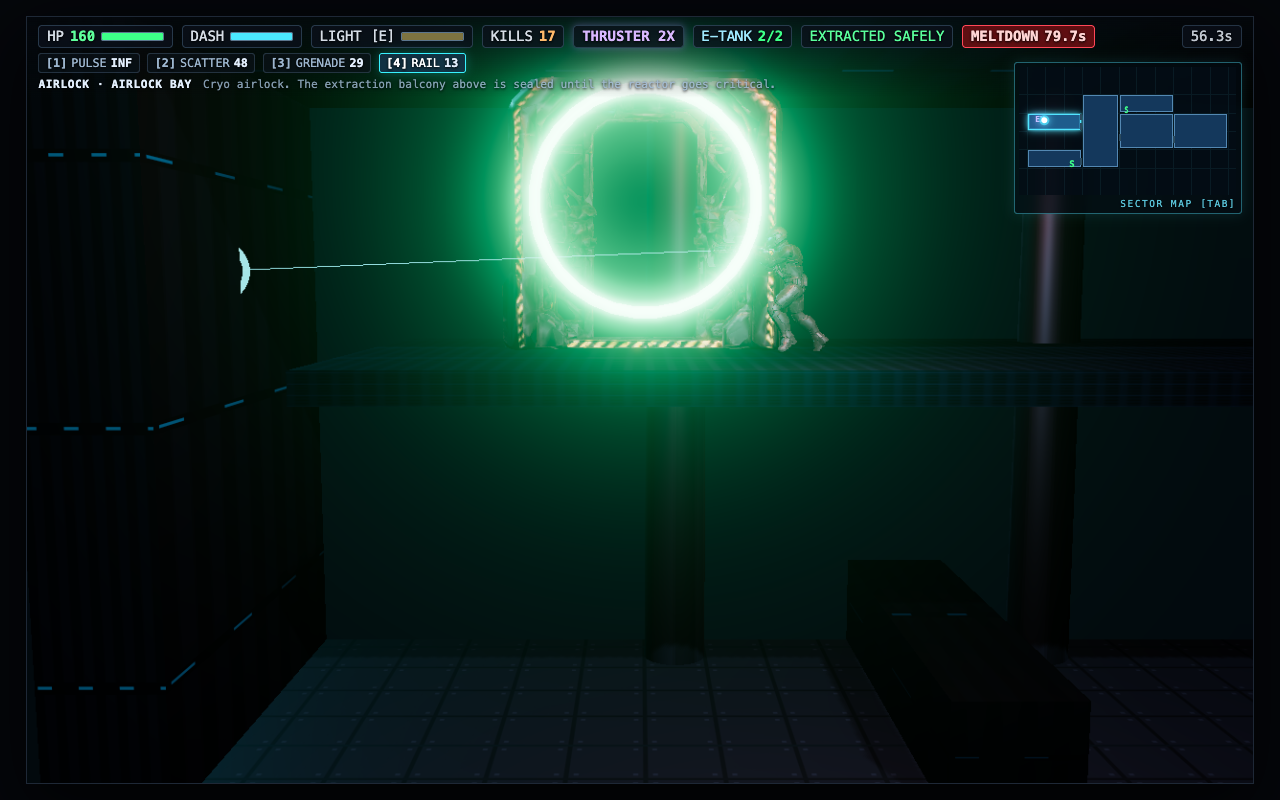 HP 160 DASH LIGHT [E] KILLS 17 THRUSTER 2X E-TANK 2/2 EXTRACTED SAFELY MELTDOWN 79.7s 56.3s
[1] PULSE INF [2] SCATTER 48 [3] GRENADE 29 [4] RAIL 13
AIRLOCK · AIRLOCK BAY Cryo airlock. The extraction balcony above is sealed until the reactor goes critical.
S
E
S
SECTOR MAP [TAB]